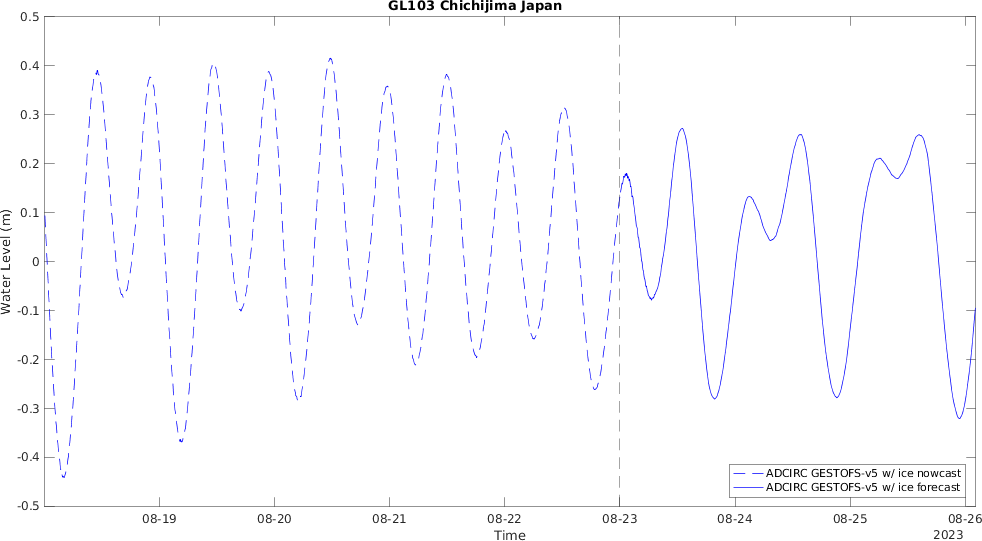 GL103 Chichijima Japan
Water Level (m)
0.5
0.4
0.3
0.2
0.1
0
-0.1
-0.2
-0.3
-0.4
-0.5
ADCIRC GESTOFS-v5 w/ ice nowcast
ADCIRC GESTOFS-v5 w/ ice forecast
08-19 08-20 08-21 08-22 08-23 08-24 08-25 08-26
Time 2023